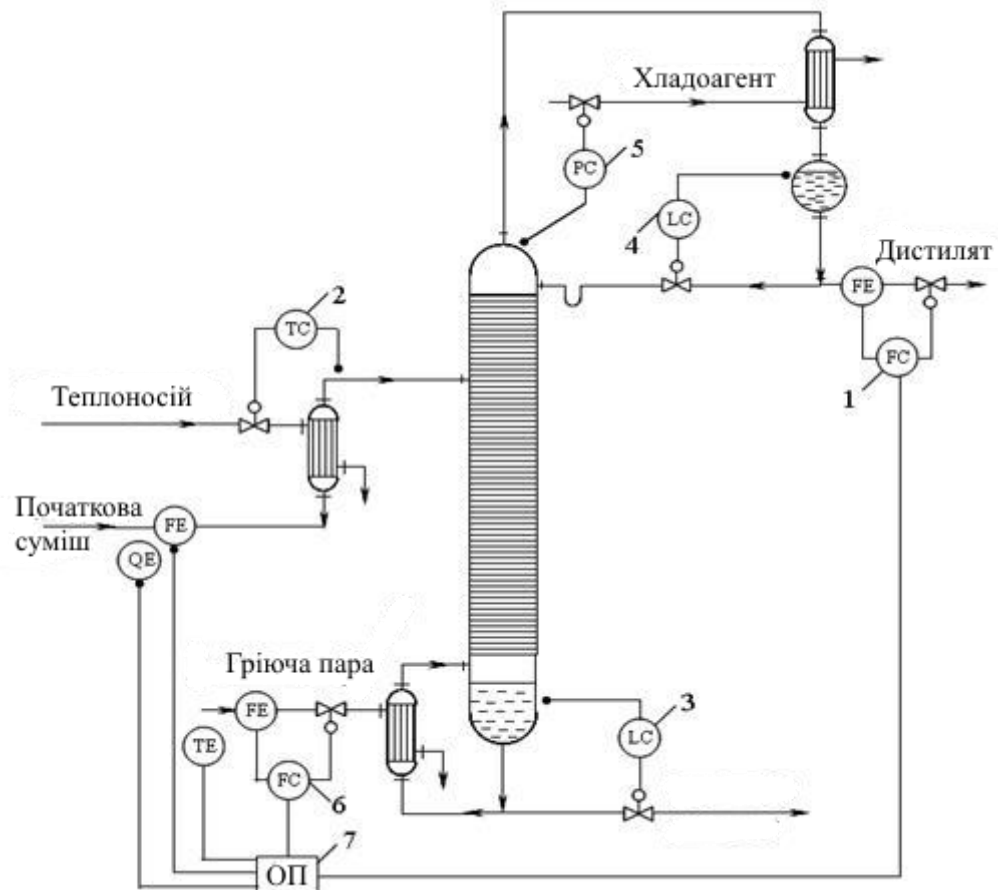 Хладоагент
5
PC
4
LC
Дистилят
FE
2
TC
FC
1
Теплоносій
Початкова
суміш
FE
QE
Гріюча пара
FE
3
LC
TE
FC
6
7
ОП